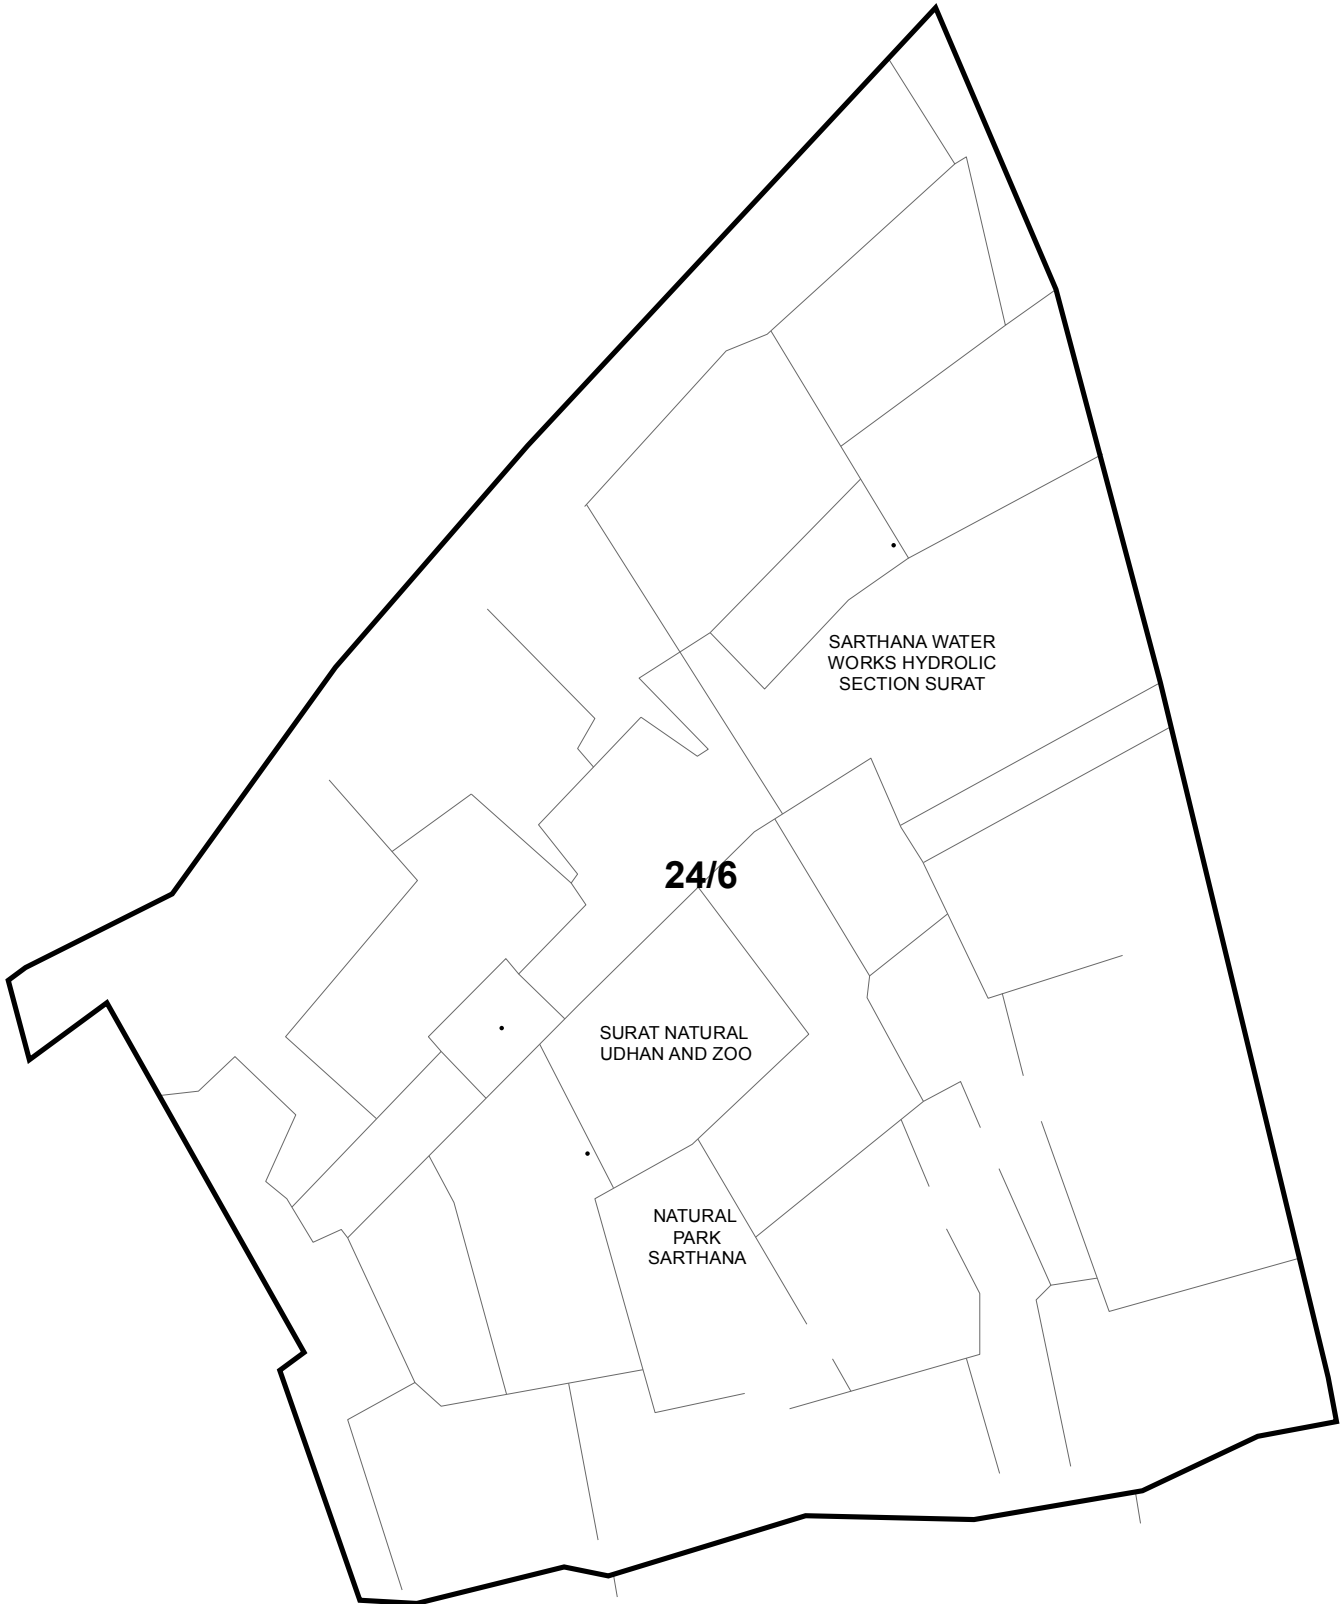 SARTHANA WATER
WORKS HYDROLIC
SECTION SURAT
24/6
SURAT NATURAL
UDHAN AND ZOO
NATURAL
PARK
SARTHANA